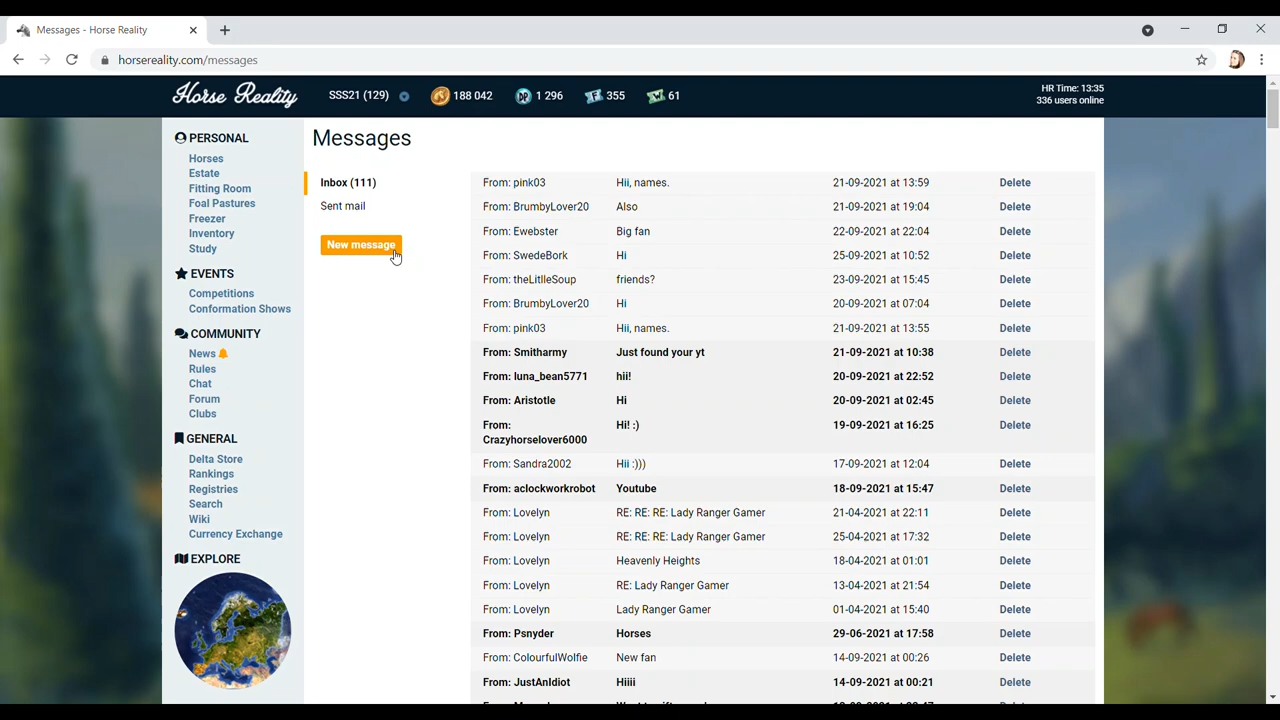 Messages - Horse Reality
horsereality.com/messages
Horse Reality
SSS21 (129)
188 042
DP
1 296
355
61
HR Time: 13:35
336 users online
PERSONAL
Horses
Estate
Fitting Room
Foal Pastures
Freezer
Inventory
Study
EVENTS
Competitions
Conformation Shows
COMMUNITY
News
Rules
Chat
Forum
Clubs
GENERAL
Delta Store
Rankings
Registries
Search
Wiki
Currency Exchange
EXPLORE
Messages
Inbox (111)
Sent mail
New message
From: pink03 Hii, names. 21-09-2021 at 13:59 Delete
From: BrumbyLover20 Also 21-09-2021 at 19:04 Delete
From: Ewebster Big fan 22-09-2021 at 22:04 Delete
From: SwedeBork Hi 25-09-2021 at 10:52 Delete
From: theLitlleSoup friends? 23-09-2021 at 15:45 Delete
From: BrumbyLover20 Hi 20-09-2021 at 07:04 Delete
From: pink03 Hii, names. 21-09-2021 at 13:55 Delete
From: Smitharmy Just found your yt 21-09-2021 at 10:38 Delete
From: luna_bean5771 hii! 20-09-2021 at 22:52 Delete
From: Aristotle Hi 20-09-2021 at 02:45 Delete
From: Hi! :) 19-09-2021 at 16:25 Delete
Crazyhorselover6000
From: Sandra2002 Hii :))) 17-09-2021 at 12:04 Delete
From: aclockworkrobot Youtube 18-09-2021 at 15:47 Delete
From: Lovelyn RE: RE: RE: Lady Ranger Gamer 21-04-2021 at 22:11 Delete
From: Lovelyn RE: RE: RE: Lady Ranger Gamer 25-04-2021 at 17:32 Delete
From: Lovelyn Heavenly Heights 18-04-2021 at 01:01 Delete
From: Lovelyn RE: Lady Ranger Gamer 13-04-2021 at 21:54 Delete
From: Lovelyn Lady Ranger Gamer 01-04-2021 at 15:40 Delete
From: Psnyder Horses 29-06-2021 at 17:58 Delete
From: ColourfulWolfie New fan 14-09-2021 at 00:26 Delete
From: JustAnIdiot Hiiii 14-09-2021 at 00:21 Delete